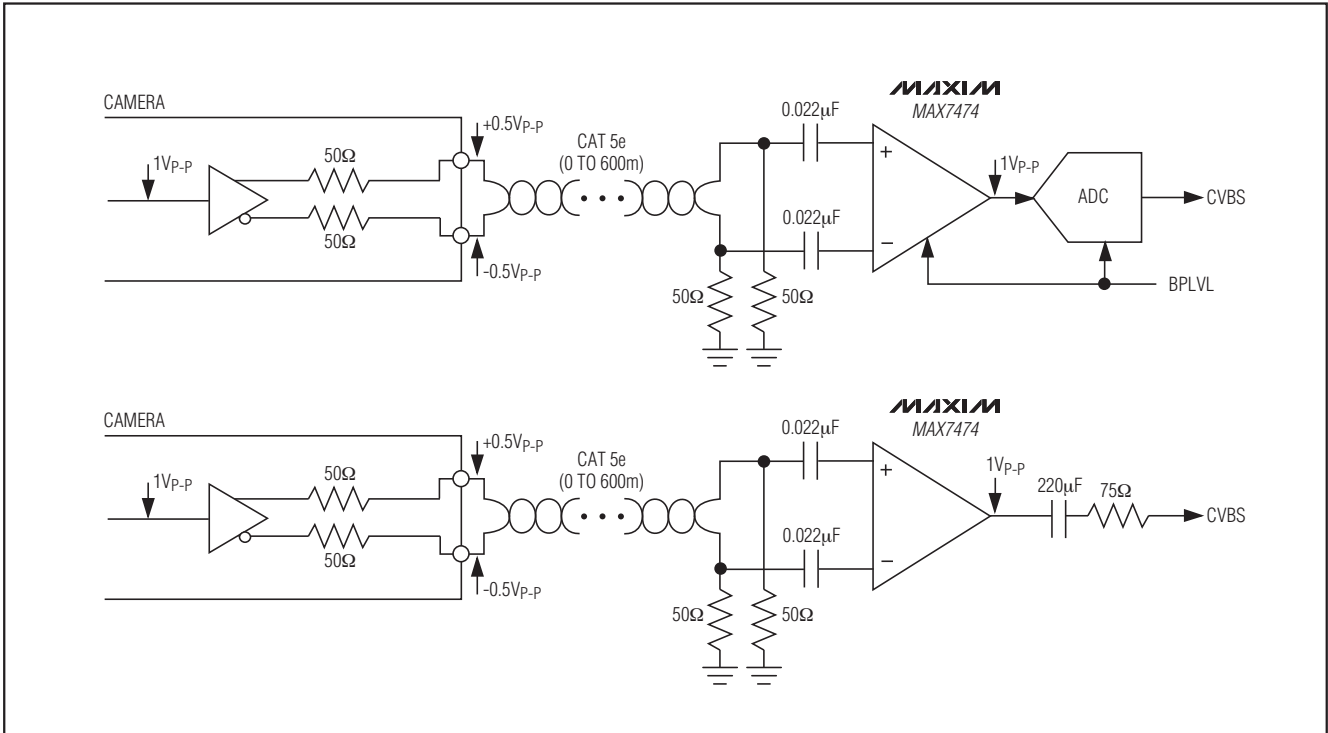 CAMERA
1VP-P
50Ω
50Ω
+0.5VP-P
-0.5VP-P
CAT 5e
(0 TO 600m)
0.022μF
0.022μF
50Ω
50Ω
MAXIM
MAX7474
+
−
1VP-P
ADC
CVBS
BPLVL
CAMERA
1VP-P
50Ω
50Ω
+0.5VP-P
-0.5VP-P
CAT 5e
(0 TO 600m)
0.022μF
0.022μF
50Ω
50Ω
MAXIM
MAX7474
+
−
1VP-P
220μF
75Ω
CVBS